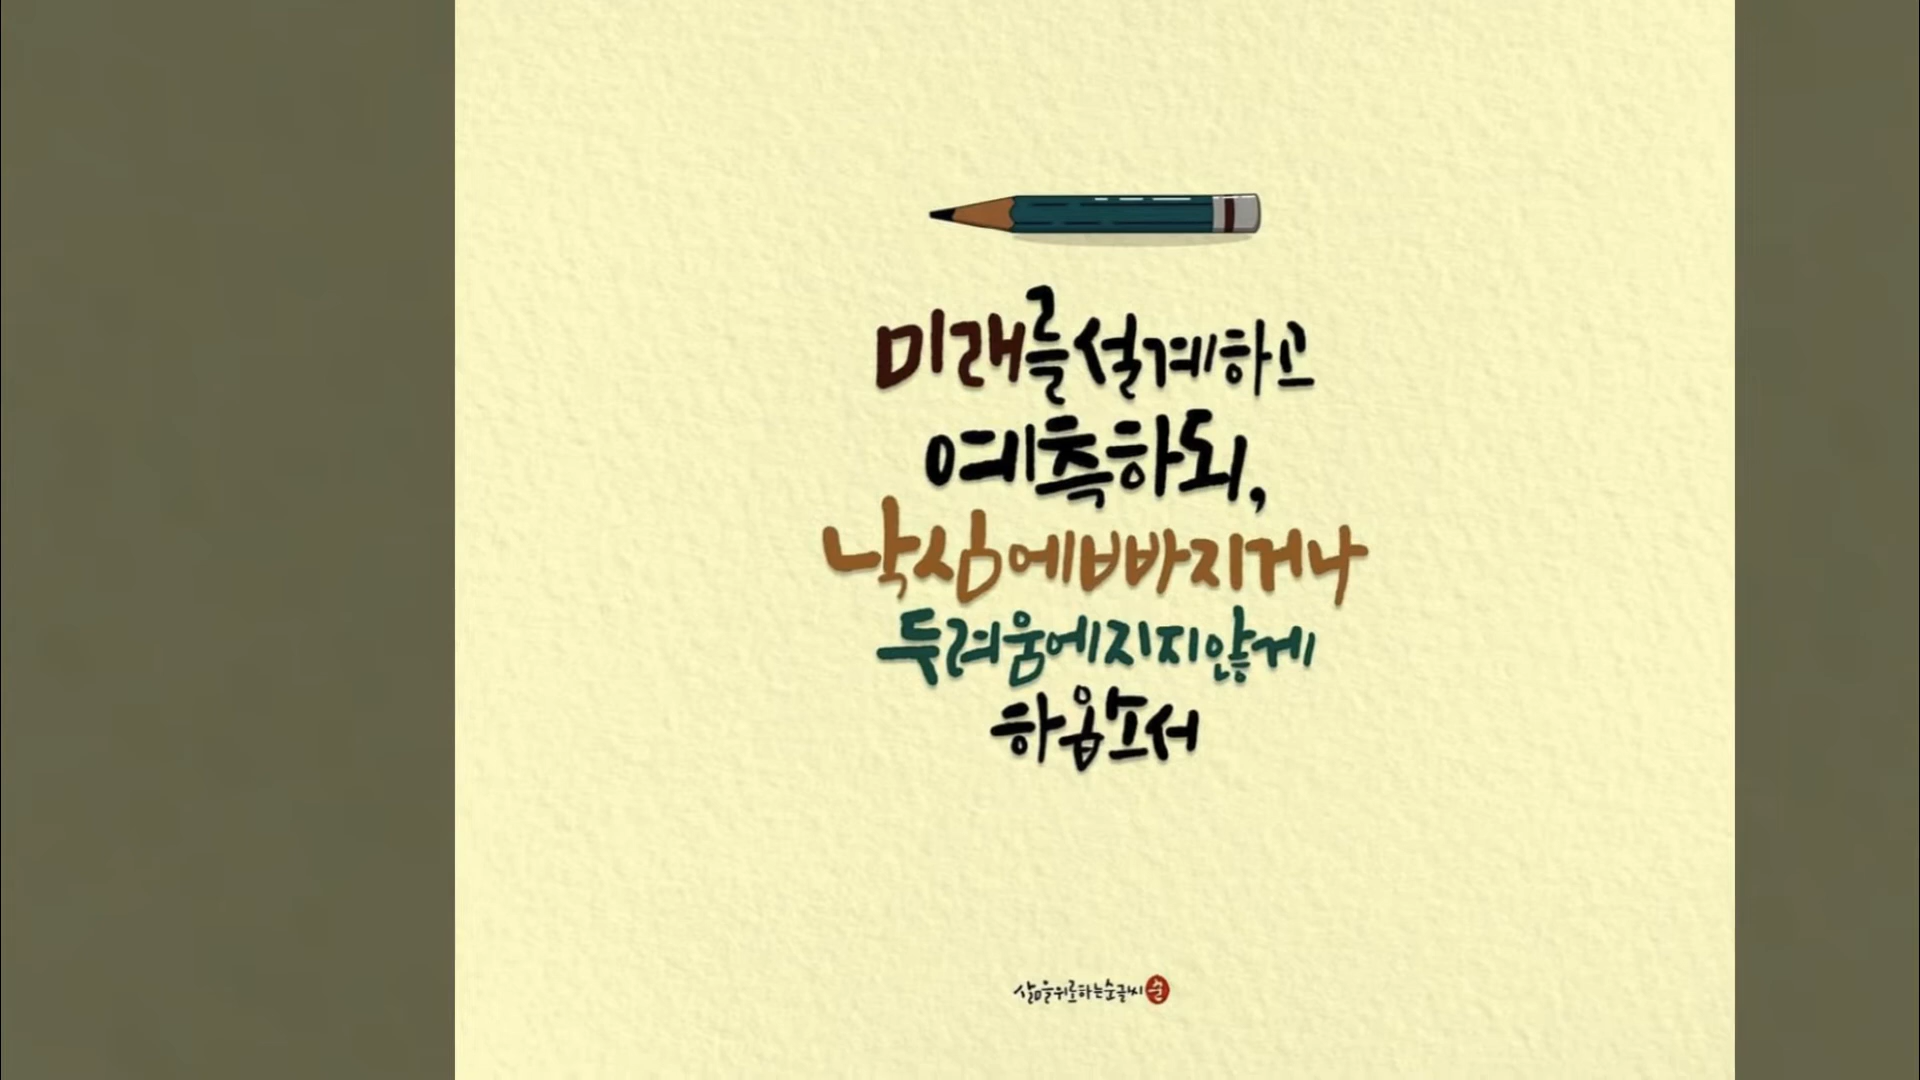 미래를 설계하고
예측하되,
낙심에 빠지거나
두려움에 지지 않게
하옵소서
삶을위로하는순글씨 순